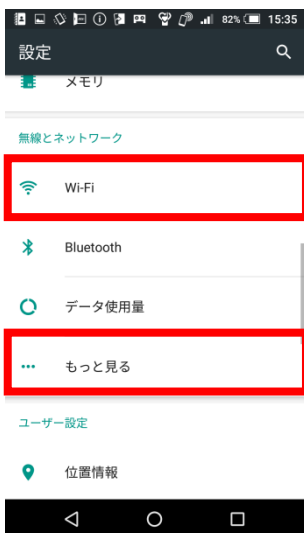 82% 15:35
設定
メモリ
無線とネットワーク
Wi-Fi
Bluetooth
データ使用量
もっと見る
ユーザー設定
位置情報